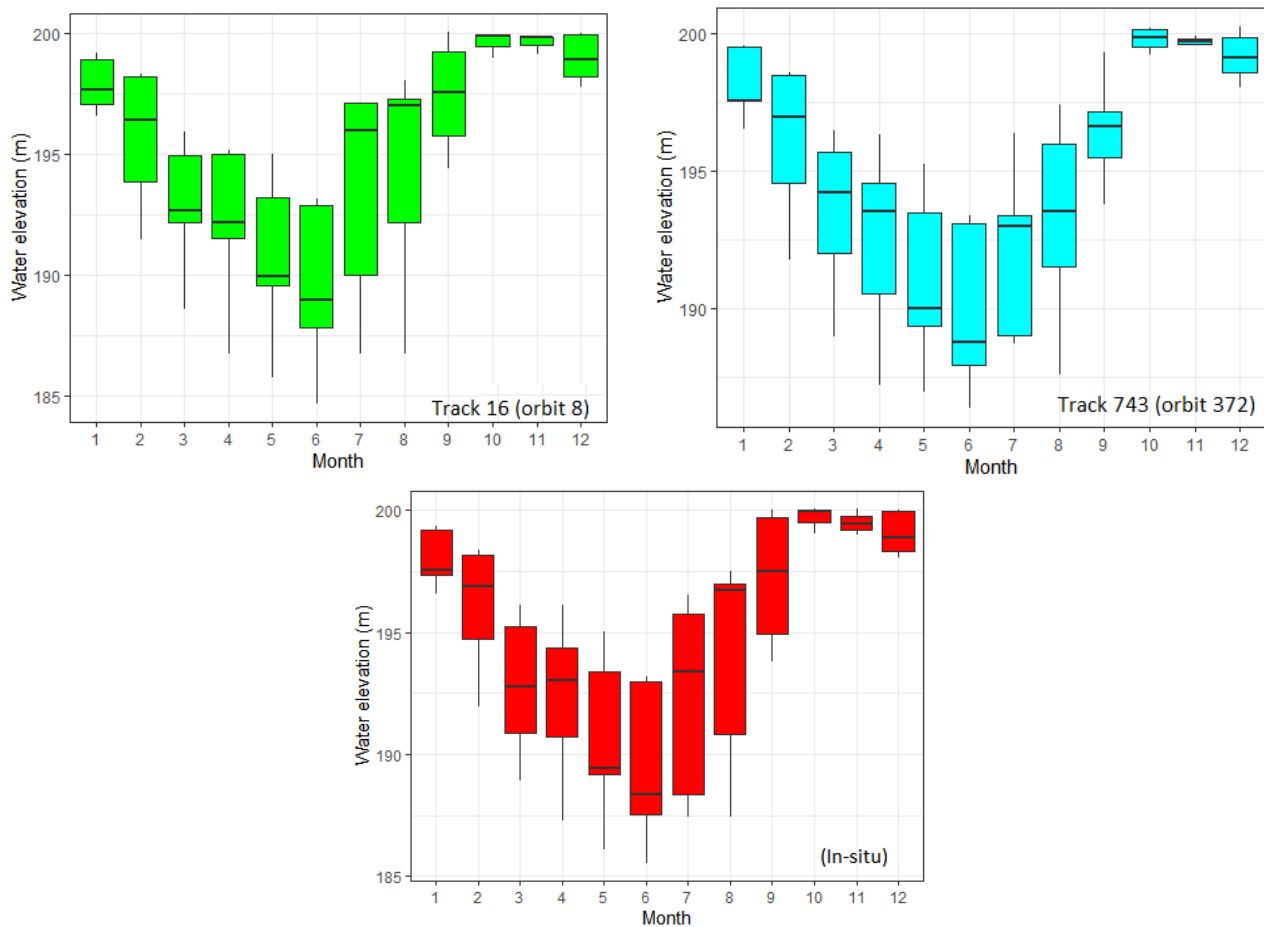 Water elevation (m)
200
195
190
185
Track 16 (orbit 8)
1 2 3 4 5 6 7 8 9 10 11 12
Month
Water elevation (m)
200
195
190
Track 743 (orbit 372)
1 2 3 4 5 6 7 8 9 10 11 12
Month
Water elevation (m)
200
195
190
185
(In-situ)
1 2 3 4 5 6 7 8 9 10 11 12
Month